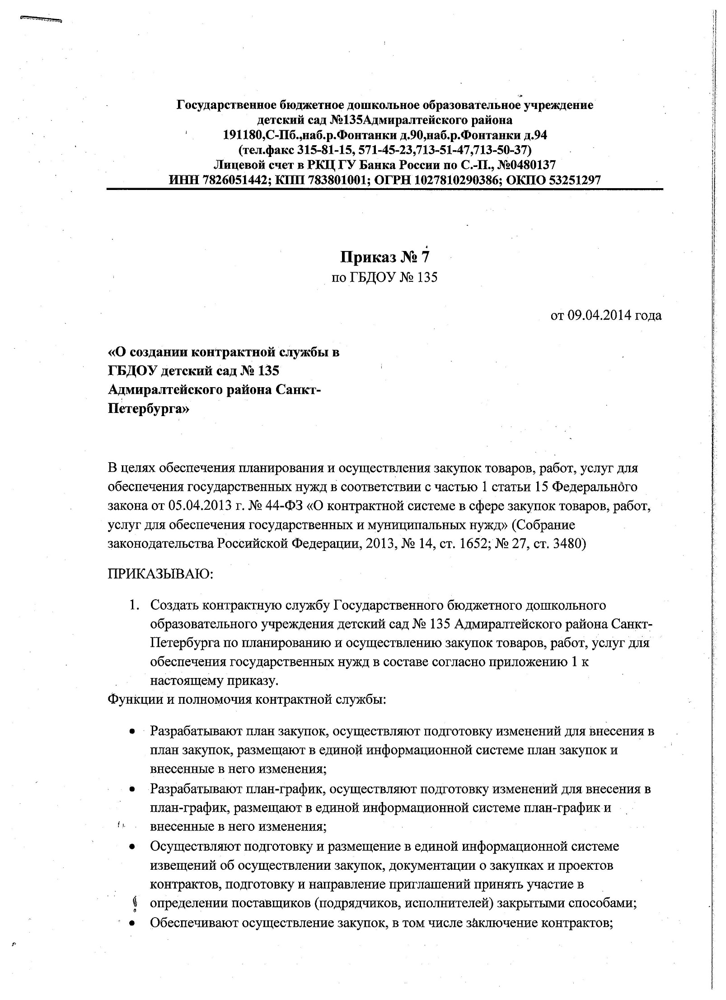 Государственное бюджетное дошкольное образовательное учреждение
детский сад №135Адмиралтейского района
191180,С-Пб.,наб.р.Фонтанки д.90,наб.р.Фонтанки д.94
(тел.факс 315-81-15, 571-45-23,713-51-47,713-50-37)
Лицевой счет в РКЦ ГУ Банка России по С.-П., №0480137
ИНН 7826051442; КПП 783801001; ОГРН 1027810290386; ОКПО 53251297
Приказ № 7
по ГБДОУ № 135
от 09.04.2014 года
«О создании контрактной службы в
ГБДОУ детский сад № 135
Адмиралтейского района Санкт-
Петербурга»
В целях обеспечения планирования и осуществления закупок товаров, работ, услуг для
обеспечения государственных нужд в соответствии с частью 1 статьи 15 Федерального
закона от 05.04.2013 г. № 44-ФЗ «О контрактной системе в сфере закупок товаров, работ,
услуг для обеспечения государственных и муниципальных нужд» (Собрание
законодательства Российской Федерации, 2013, № 14, ст. 1652; № 27, ст. 3480)
ПРИКАЗЫВАЮ:
1. Создать контрактную службу Государственного бюджетного дошкольного
образовательного учреждения детский сад № 135 Адмиралтейского района Санкт-
Петербурга по планированию и осуществлению закупок товаров, работ, услуг для
обеспечения государственных нужд в составе согласно приложению 1 к
настоящему приказу.
Функции и полномочия контрактной службы:
• Разрабатывают план закупок, осуществляют подготовку изменений для внесения в
план закупок, размещают в единой информационной системе план закупок и
внесенные в него изменения;
• Разрабатывают план-график, осуществляют подготовку изменений для внесения в
план-график, размещают в единой информационной системе план-график и
внесенные в него изменения;
• Осуществляют подготовку и размещение в единой информационной системе
извещений об осуществлении закупок, документации о закупках и проектов
контрактов, подготовку и направление приглашений принять участие в
определении поставщиков (подрядчиков, исполнителей) закрытыми способами;
• Обеспечивают осуществление закупок, в том числе заключение контрактов;